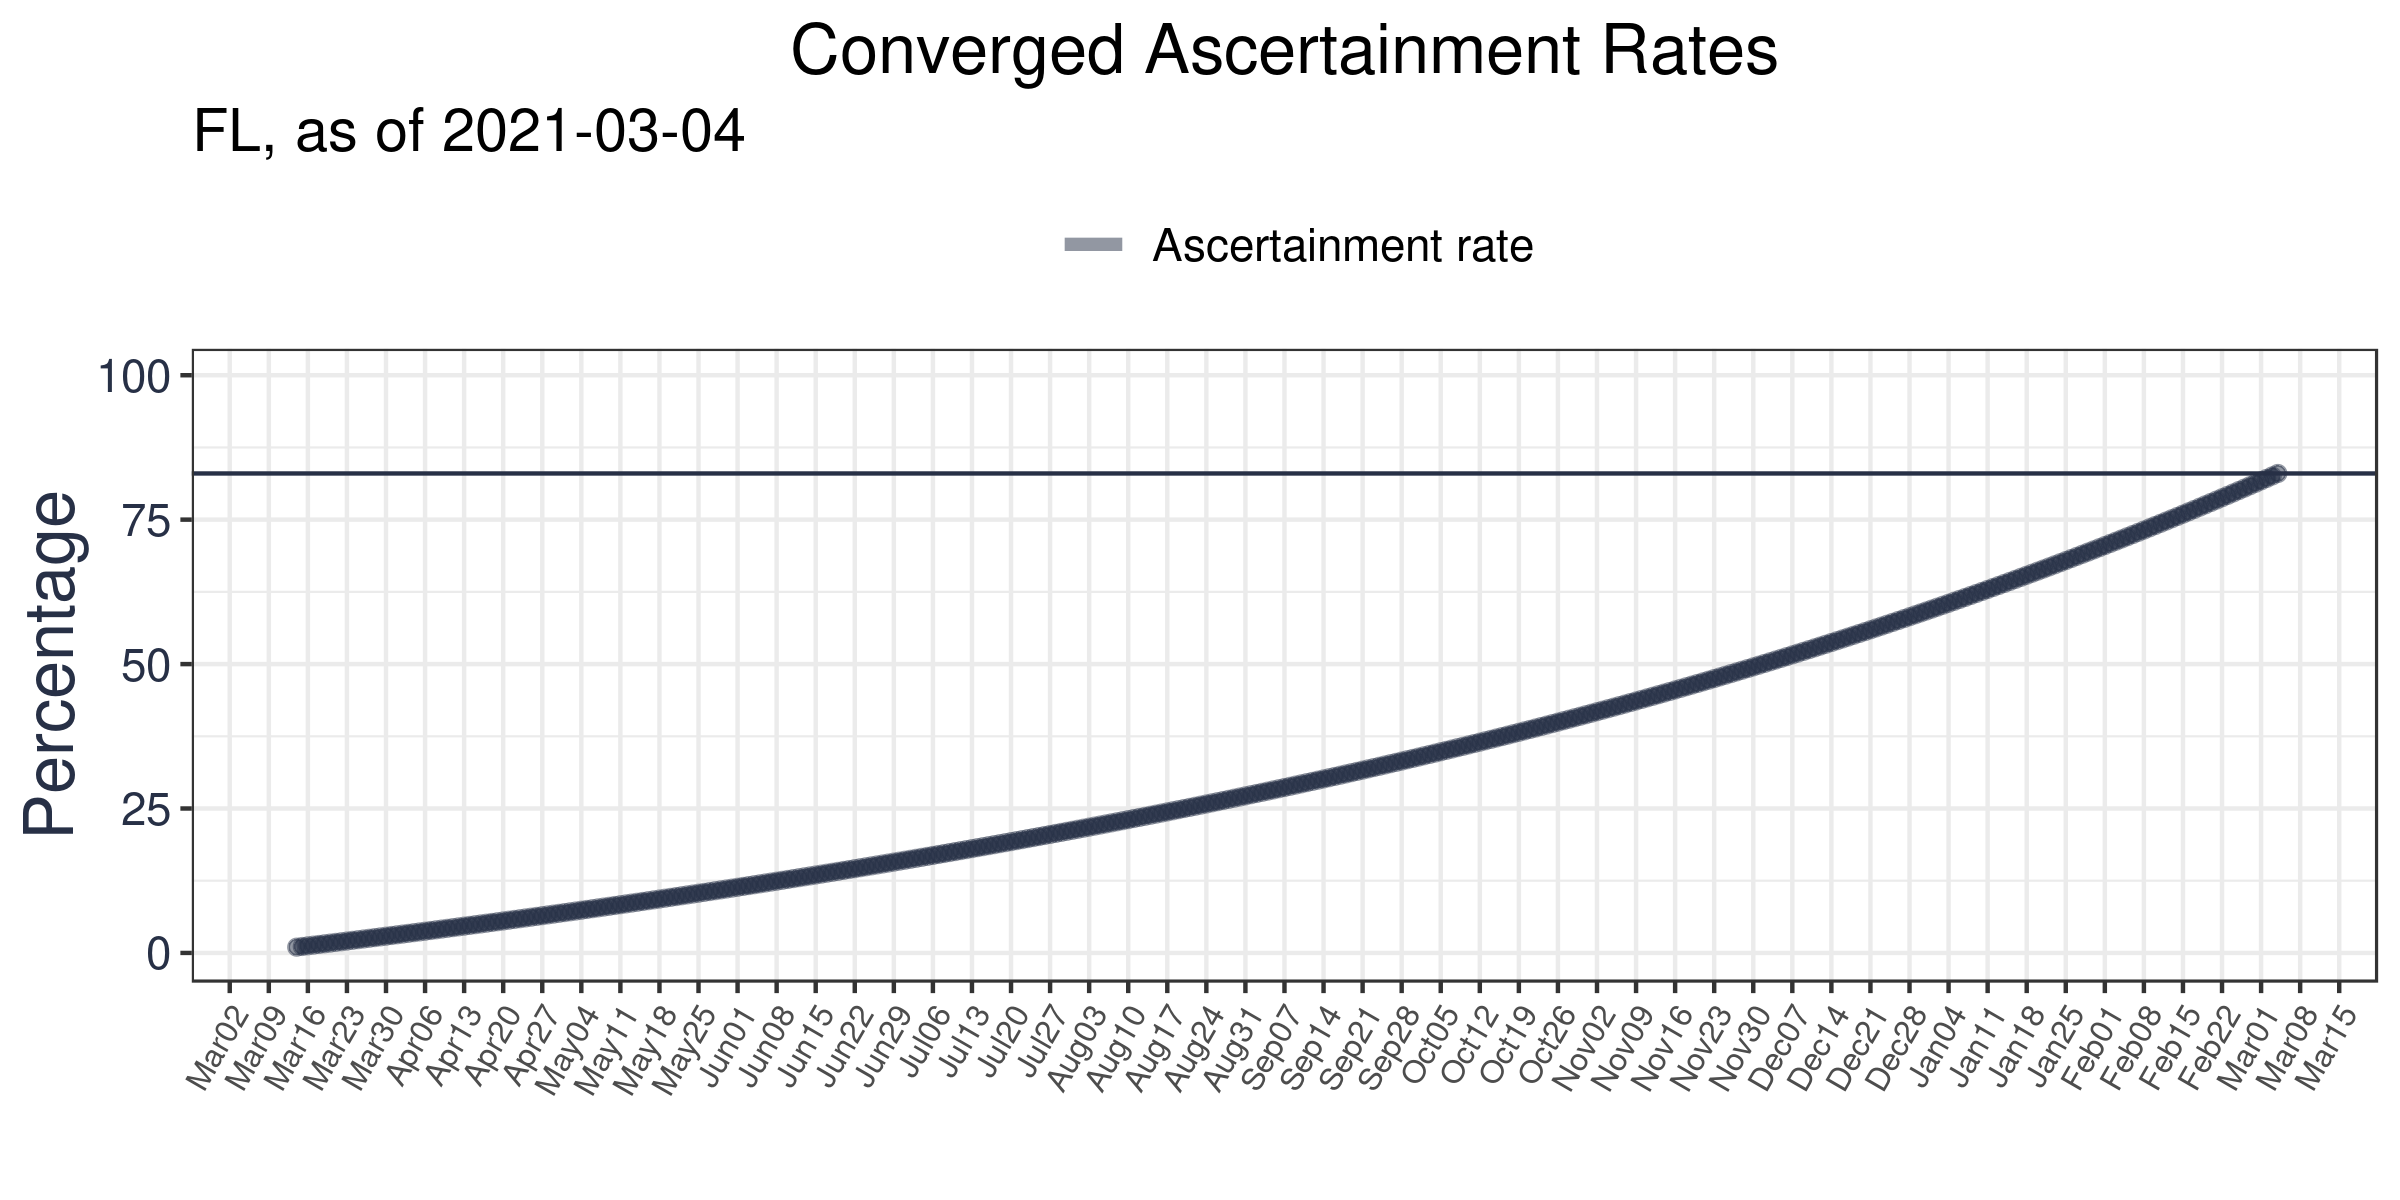 Converged Ascertainment Rates
FL, as of 2021-03-04
Ascertainment rate
Percentage
100
75
50
25
0
Mar02 Mar09 Mar16 Mar23 Mar30 Apr06 Apr13 Apr20 Apr27 May04 May11 May18 May25 Jun01 Jun08 Jun15 Jun22 Jun29 Jul06 Jul13 Jul20 Jul27 Aug03 Aug10 Aug17 Aug24 Aug31 Sep07 Sep14 Sep21 Sep28 Oct05 Oct12 Oct19 Oct26 Nov02 Nov09 Nov16 Nov23 Nov30 Dec07 Dec14 Dec21 Dec28 Jan04 Jan11 Jan18 Jan25 Feb01 Feb08 Feb15 Feb22 Mar01 Mar08 Mar15